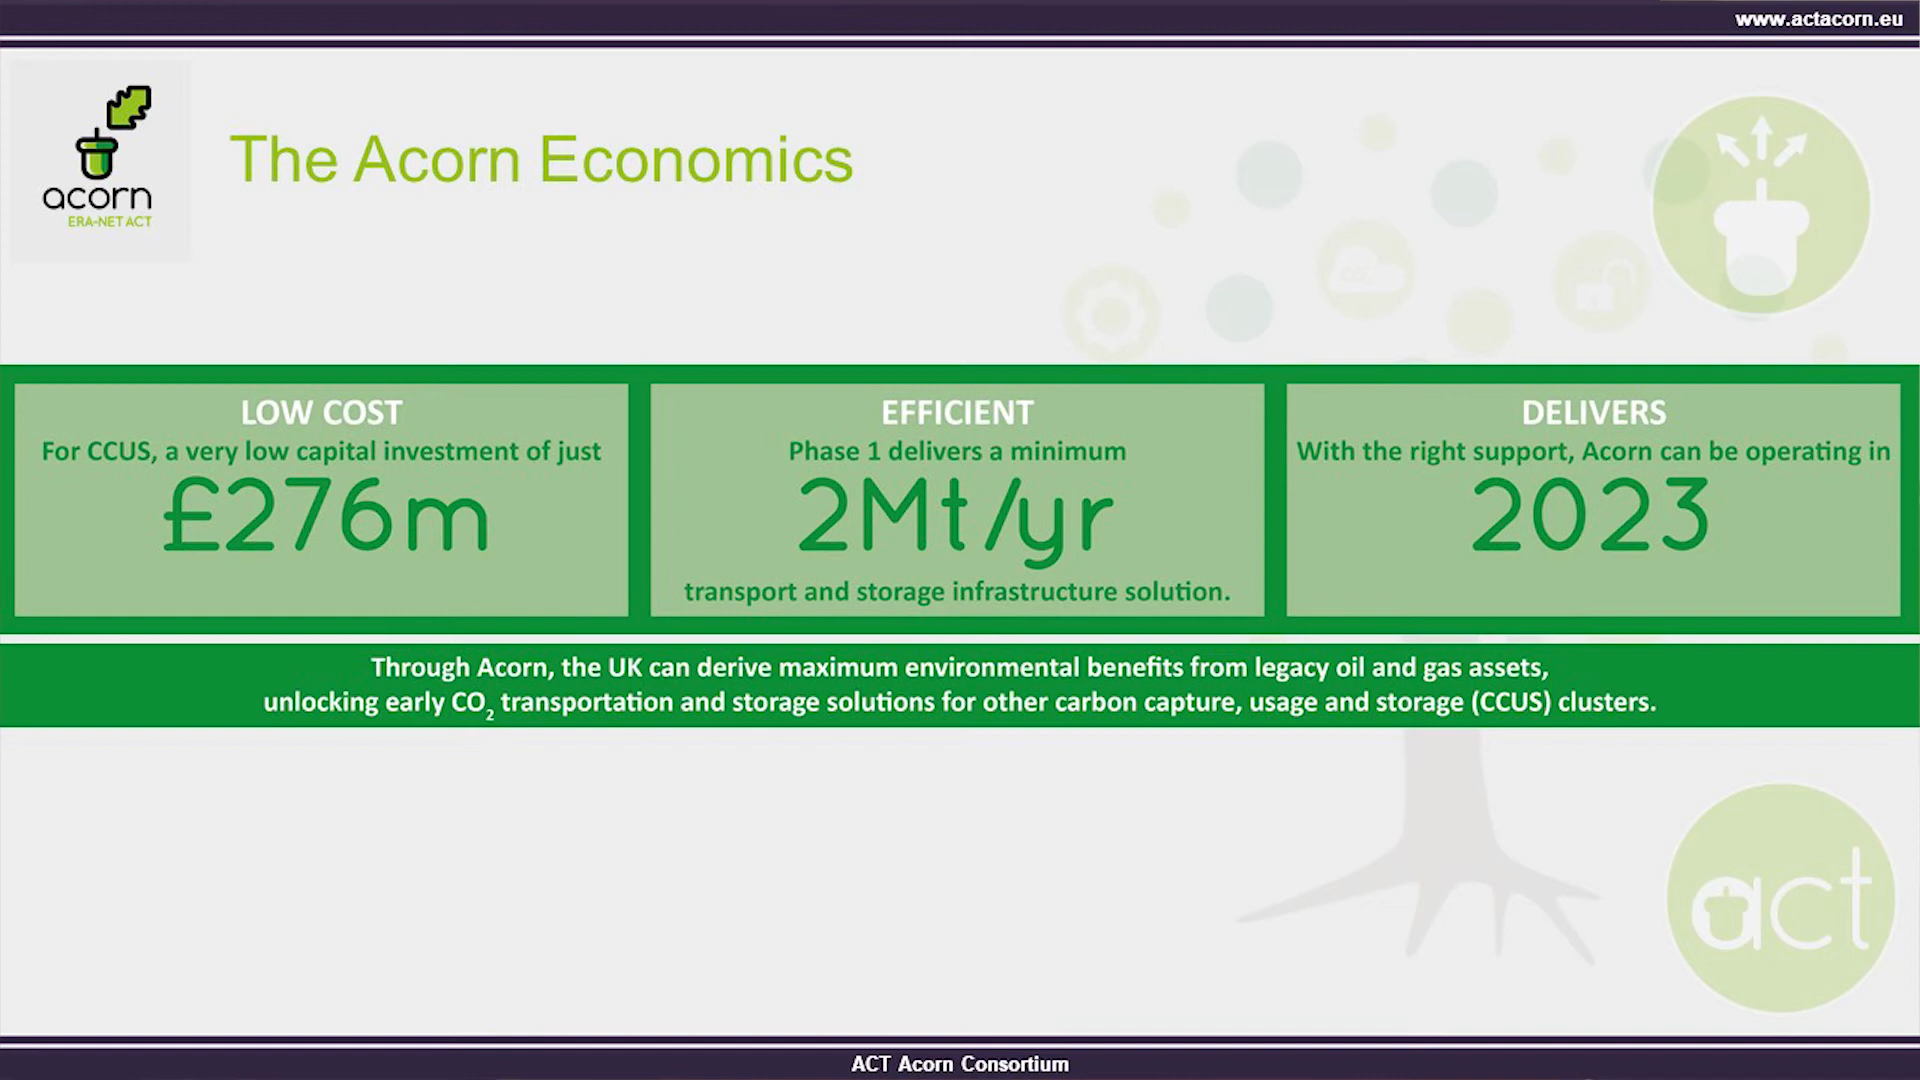 www.actacorn.eu
acorn
ERA-NET ACT
The Acorn Economics
LOW COST
For CCUS, a very low capital investment of just
£276m
EFFICIENT
Phase 1 delivers a minimum
2Mt/yr
transport and storage infrastructure solution.
DELIVERS
With the right support, Acorn can be operating in
2023
Through Acorn, the UK can derive maximum environmental benefits from legacy oil and gas assets,
unlocking early CO₂ transportation and storage solutions for other carbon capture, usage and storage (CCUS) clusters.
act
ACT Acorn Consortium